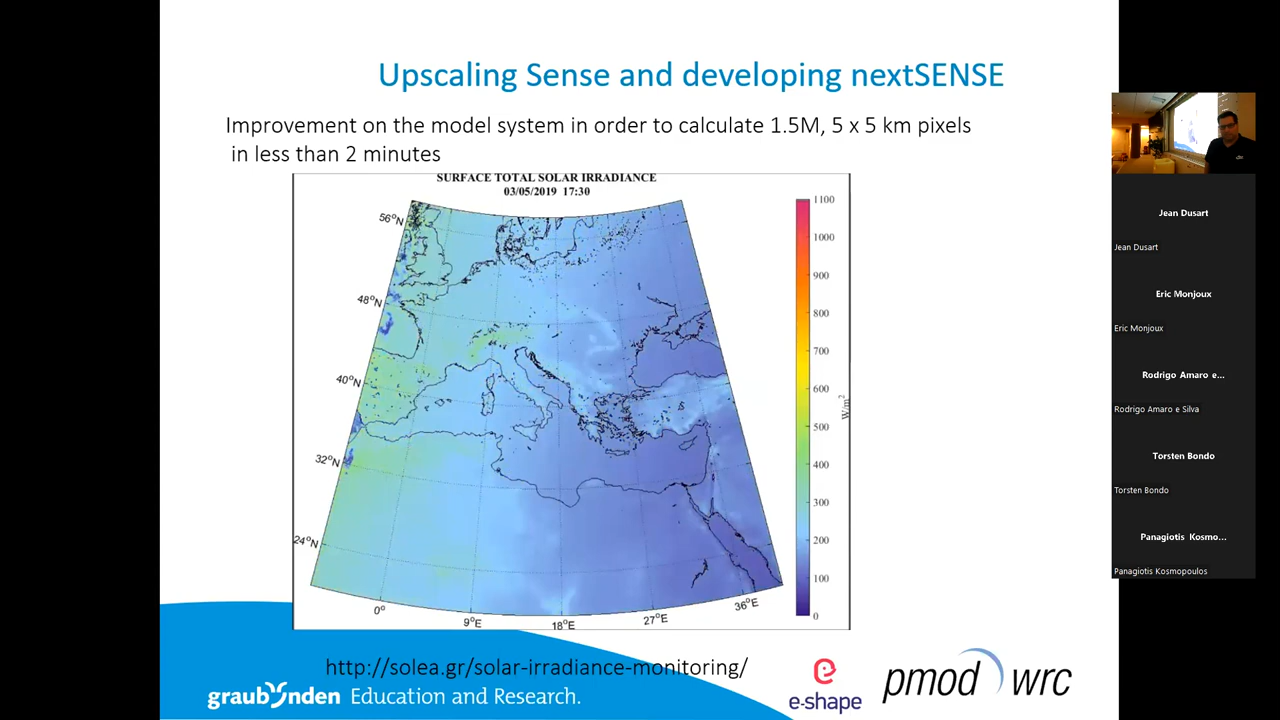 Upscaling Sense and developing nextSENSE
Improvement on the model system in order to calculate 1.5M, 5 x 5 km pixels
in less than 2 minutes
SURFACE TOTAL SOLAR IRRADIANCE
03/05/2019 17:30
56°N
48°N
40°N
32°N
24°N
0°
9°E
18°E
27°E
36°E
1100
1000
900
800
700
600
500
400
300
200
100
0
W/m²
http://solea.gr/solar-irradiance-monitoring/
graubünden Education and Research.
e-shape
pmod wrc
Jean Dusart
Jean Dusart
Eric Monjoux
Eric Monjoux
Rodrigo Amaro e...
Rodrigo Amaro e Silva
Torsten Bondo
Torsten Bondo
Panagiotis Kosmo...
Panagiotis Kosmopoulos